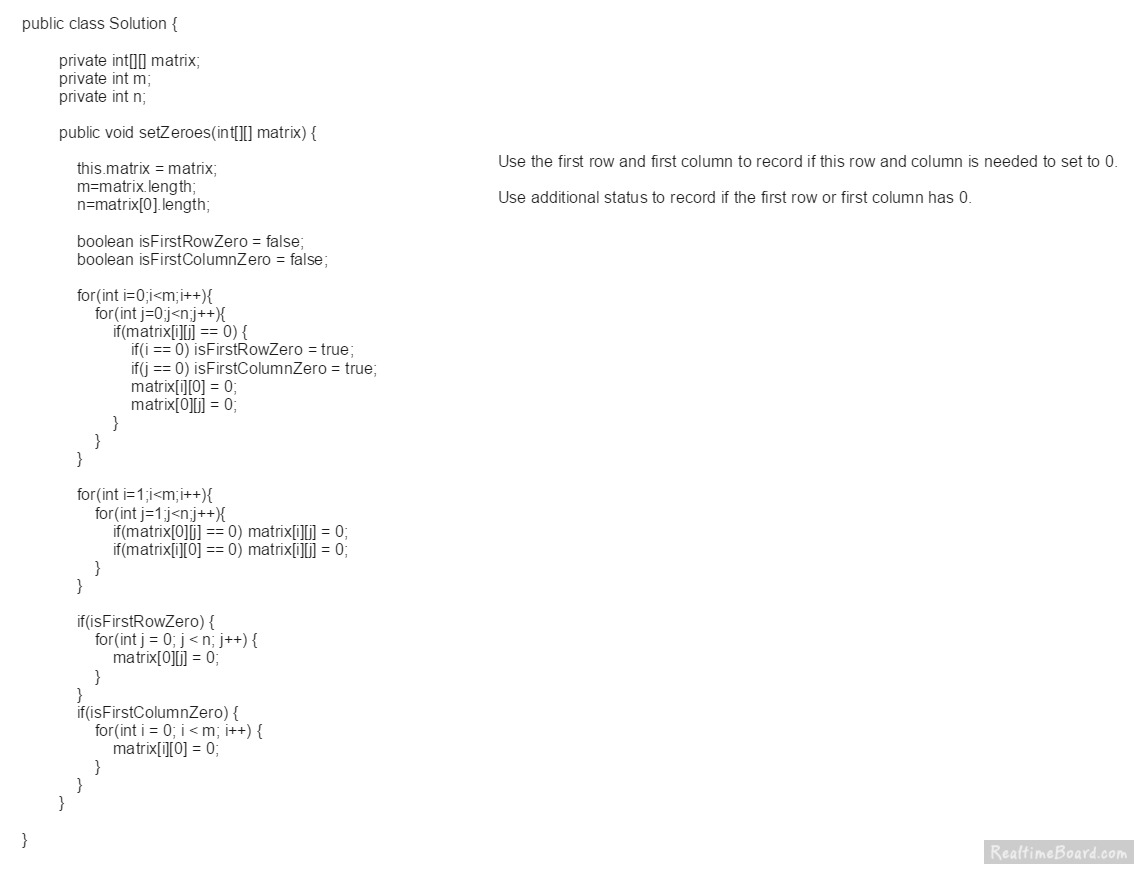 public class Solution {
private int[][] matrix;
private int m;
private int n;
public void setZeroes(int[][] matrix) {
this.matrix = matrix;
m=matrix.length;
n=matrix[0].length;
boolean isFirstRowZero = false;
boolean isFirstColumnZero = false;
for(int i=0;i<m;i++){
for(int j=0;j<n;j++){
if(matrix[i][j] == 0) {
if(i == 0) isFirstRowZero = true;
if(j == 0) isFirstColumnZero = true;
matrix[i][0] = 0;
matrix[0][j] = 0;
}
}
}
for(int i=1;i<m;i++){
for(int j=1;j<n;j++){
if(matrix[0][j] == 0) matrix[i][j] = 0;
if(matrix[i][0] == 0) matrix[i][j] = 0;
}
}
if(isFirstRowZero) {
for(int j = 0; j < n; j++) {
matrix[0][j] = 0;
}
}
if(isFirstColumnZero) {
for(int i = 0; i < m; i++) {
matrix[i][0] = 0;
}
}
}
}
Use the first row and first column to record if this row and column is needed to set to 0.
Use additional status to record if the first row or first column has 0.
RealtimeBoard.com